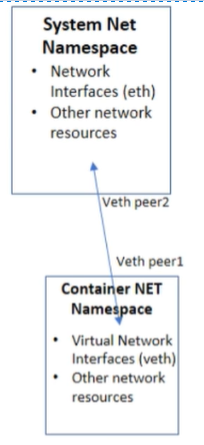 System Net
Namespace
• Network
Interfaces (eth)
• Other network
resources
Veth peer2
Veth peer1
Container NET
Namespace
• Virtual Network
Interfaces (veth)
• Other network
resources